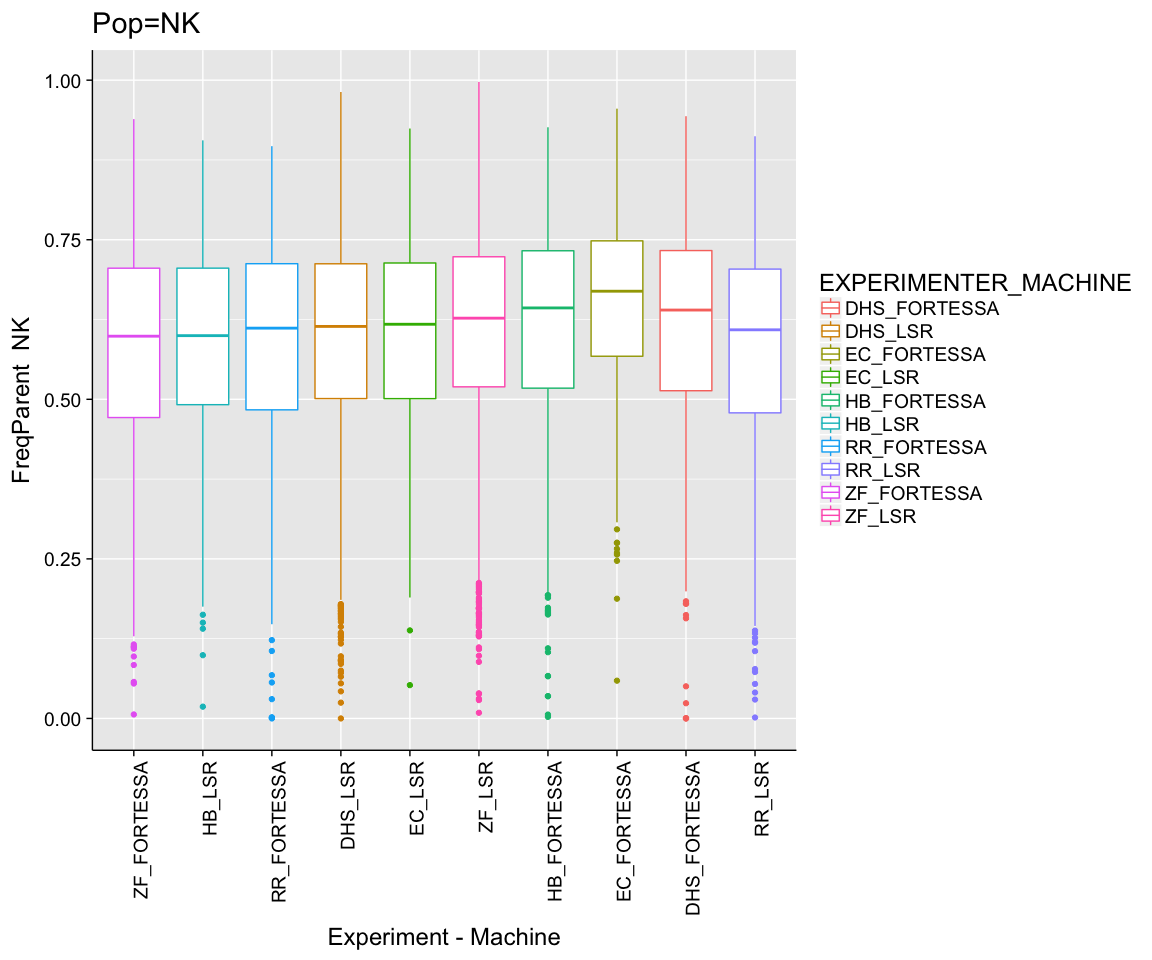 Pop=NK
FreqParent NK
1.00
0.75
0.50
0.25
0.00
ZF_FORTESSA
HB_LSR
RR_FORTESSA
DHS_LSR
EC_LSR
ZF_LSR
HB_FORTESSA
EC_FORTESSA
DHS_FORTESSA
RR_LSR
Experiment - Machine
EXPERIMENTER_MACHINE
DHS_FORTESSA
DHS_LSR
EC_FORTESSA
EC_LSR
HB_FORTESSA
HB_LSR
RR_FORTESSA
RR_LSR
ZF_FORTESSA
ZF_LSR